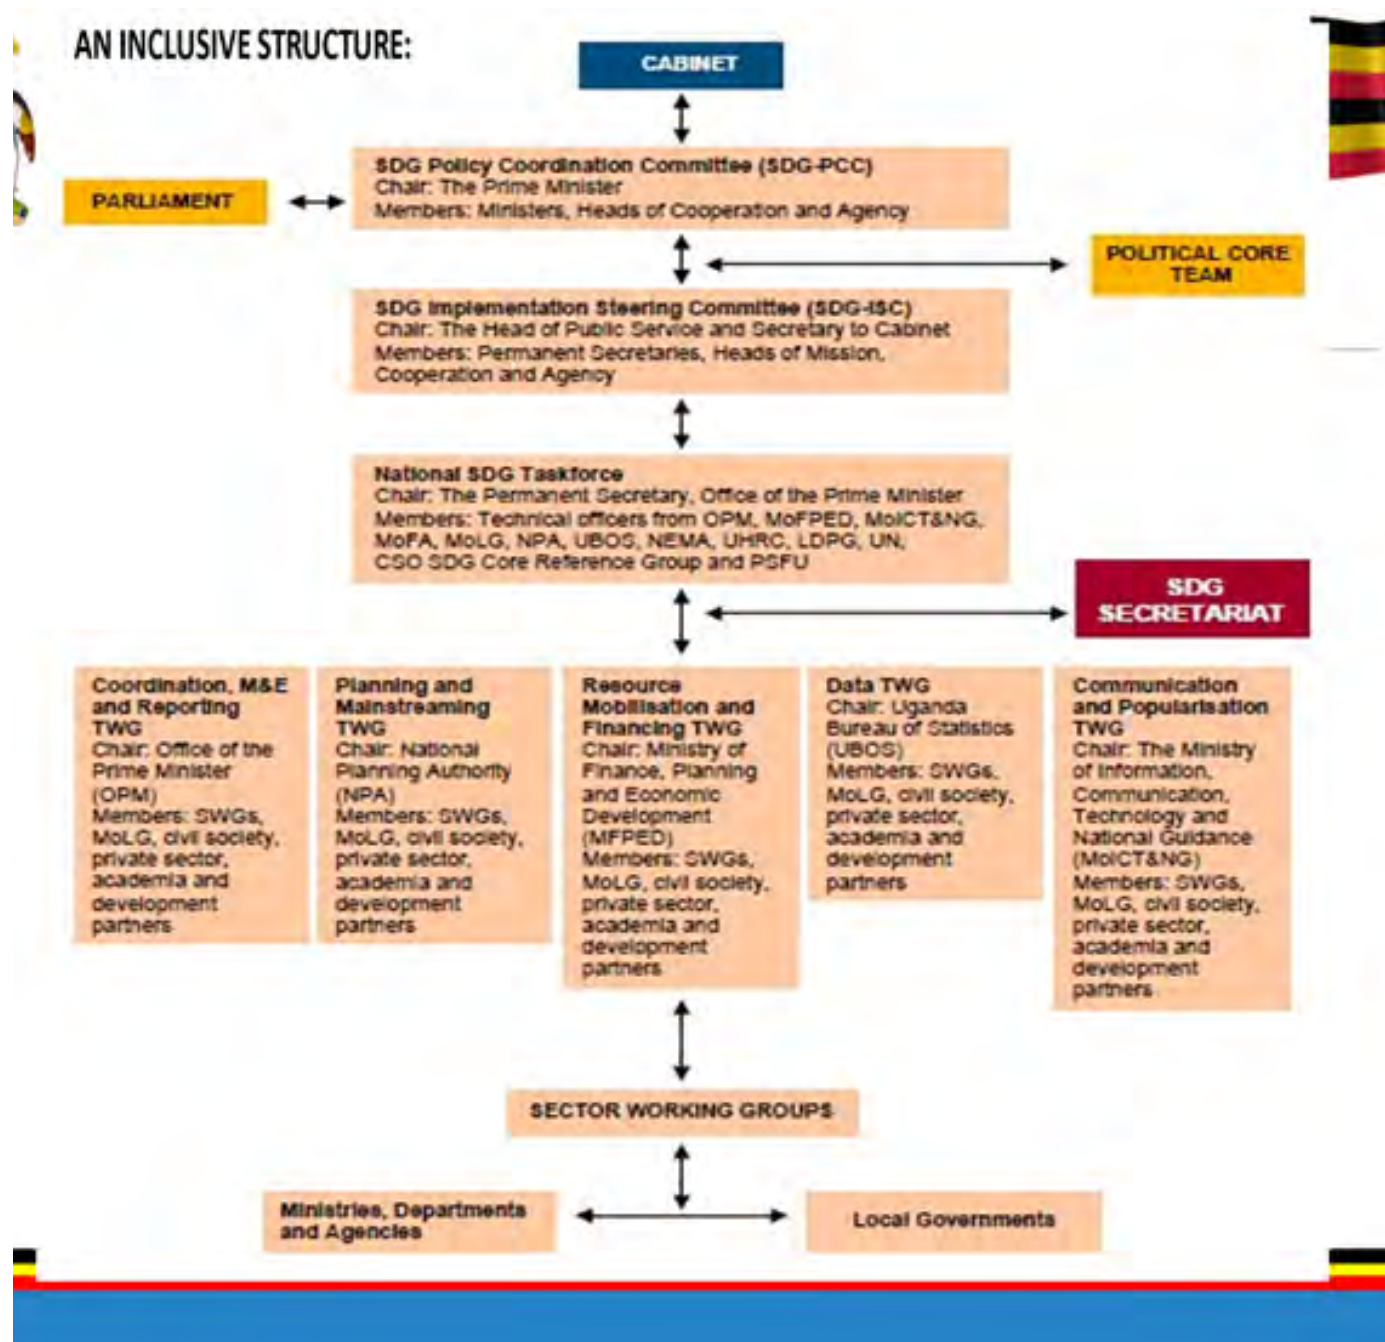 AN INCLUSIVE STRUCTURE:
CABINET
SDG Policy Coordination Committee (SDG-PCC)
Chair: The Prime Minister
Members: Ministers, Heads of Cooperation and Agency
PARLIAMENT
POLITICAL CORE
TEAM
SDG Implementation Steering Committee (SDG-ISC)
Chair: The Head of Public Service and Secretary to Cabinet
Members: Permanent Secretaries, Heads of Mission,
Cooperation and Agency
National SDG Taskforce
Chair: The Permanent Secretary, Office of the Prime Minister
Members: Technical officers from OPM, MoFPED, MoICT&NG,
MoFA, MoLG, NPA, UBOS, NEMA, UHRC, LDPG, UN,
CSO SDG Core Reference Group and PSFU
SDG
SECRETARIAT
Coordination, M&E
and Reporting
TWG
Chair: Office of the
Prime Minister
(OPM)
Members: SWGs,
MoLG, civil society,
private sector,
academia and
development
partners
Planning and
Mainstreaming
TWG
Chair: National
Planning Authority
(NPA)
Members: SWGs,
MoLG, civil society,
private sector,
academia and
development
partners
Resource
Mobilisation and
Financing TWG
Chair: Ministry of
Finance, Planning
and Economic
Development
(MFPED)
Members: SWGs,
MoLG, civil society,
private sector,
academia and
development
partners
Data TWG
Chair: Uganda
Bureau of Statistics
(UBOS)
Members: SWGs,
MoLG, civil society,
private sector,
academia and
development
partners
Communication
and Popularisation
TWG
Chair: The Ministry
of Information,
Communication,
Technology and
National Guidance
(MoICT&NG)
Members: SWGs,
MoLG, civil society,
private sector,
academia and
development
partners
SECTOR WORKING GROUPS
Ministries, Departments
and Agencies
Local Governments